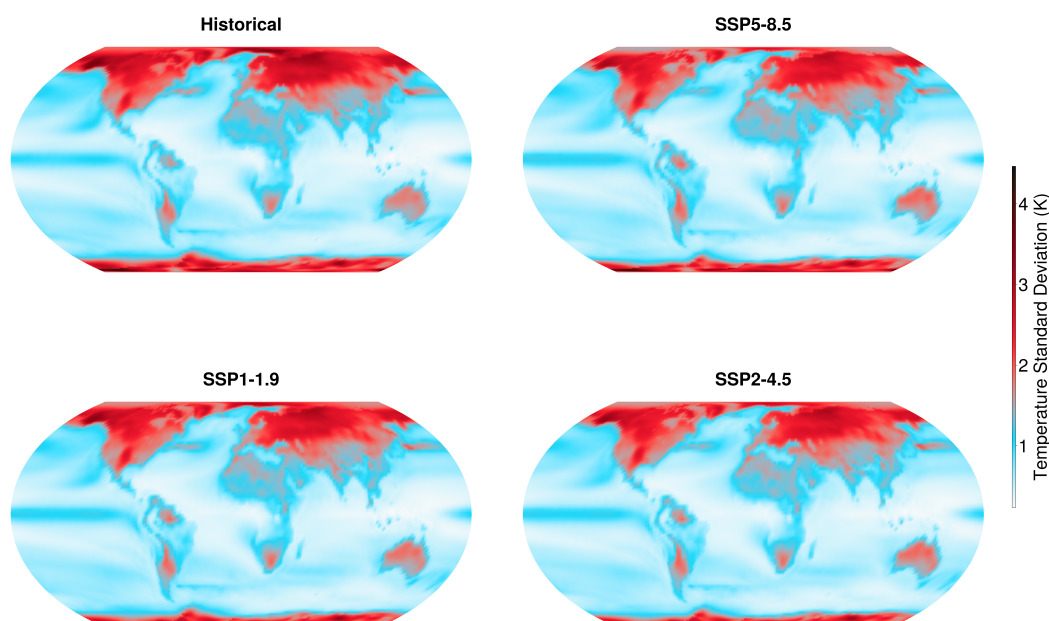 Historical
SSP5-8.5
SSP1-1.9
SSP2-4.5
4
3
2
1
Temperature Standard Deviation (K)